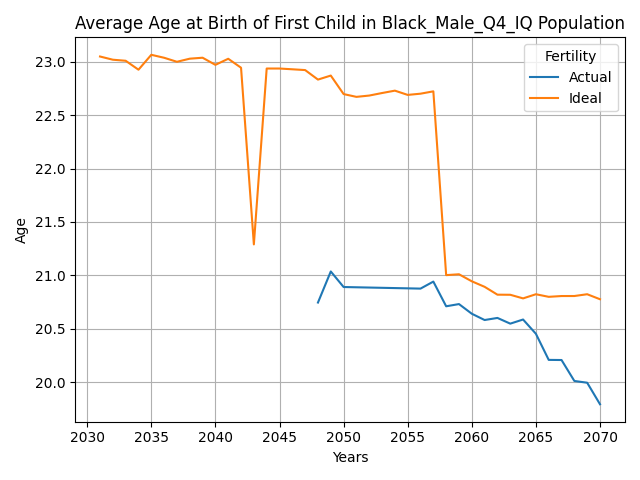 Average Age at Birth of First Child in Black_Male_Q4_IQ Population
Fertility
Actual
Ideal
Age
23.0
22.5
22.0
21.5
21.0
20.5
20.0
2030 2035 2040 2045 2050 2055 2060 2065 2070
Years